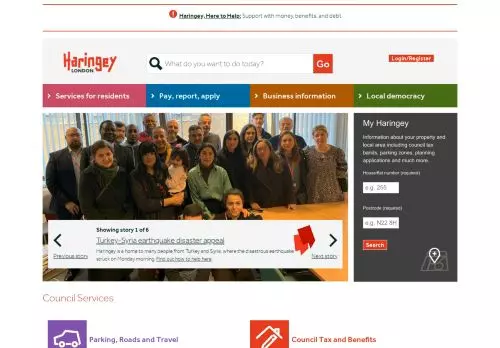 Haringey, Here to Help: Support with money, benefits, and debt
Haringey
LONDON
What do you want to do today?
Go
Login/Register
Services for residents
Pay, report, apply
Business information
Local democracy
My Haringey
Information about your property and
local area including council tax
bands, parking zones, planning
applications and much more.
House/flat number (required)
e.g. 255
Postcode (required)
e.g. N22 8H
Search
Showing story 1 of 6
Turkey-Syria earthquake disaster appeal
Haringey is home to many people from Turkey and Syria, where the disastrous earthquake
struck on Monday morning. Find out how to help here
Previous story
Next story
Council Services
Parking, Roads and Travel
Council Tax and Benefits